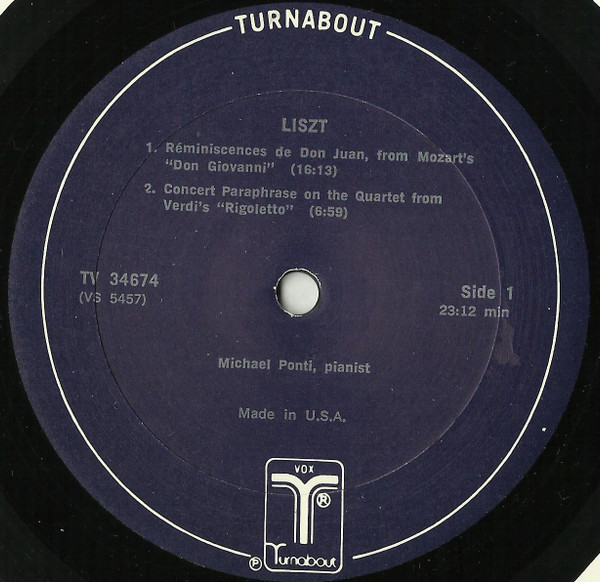 TURNABOUT
LISZT
1. Réminiscences de Don Juan, from Mozart's
"Don Giovanni" (16:13)
2. Concert Paraphrase on the Quartet from
Verdi's "Rigoletto" (6:59)
TV 34674
(VS 5457)
Side 1
23:12 min
Michael Ponti, pianist
Made in U.S.A.
VOX
®
℗ Turnabout